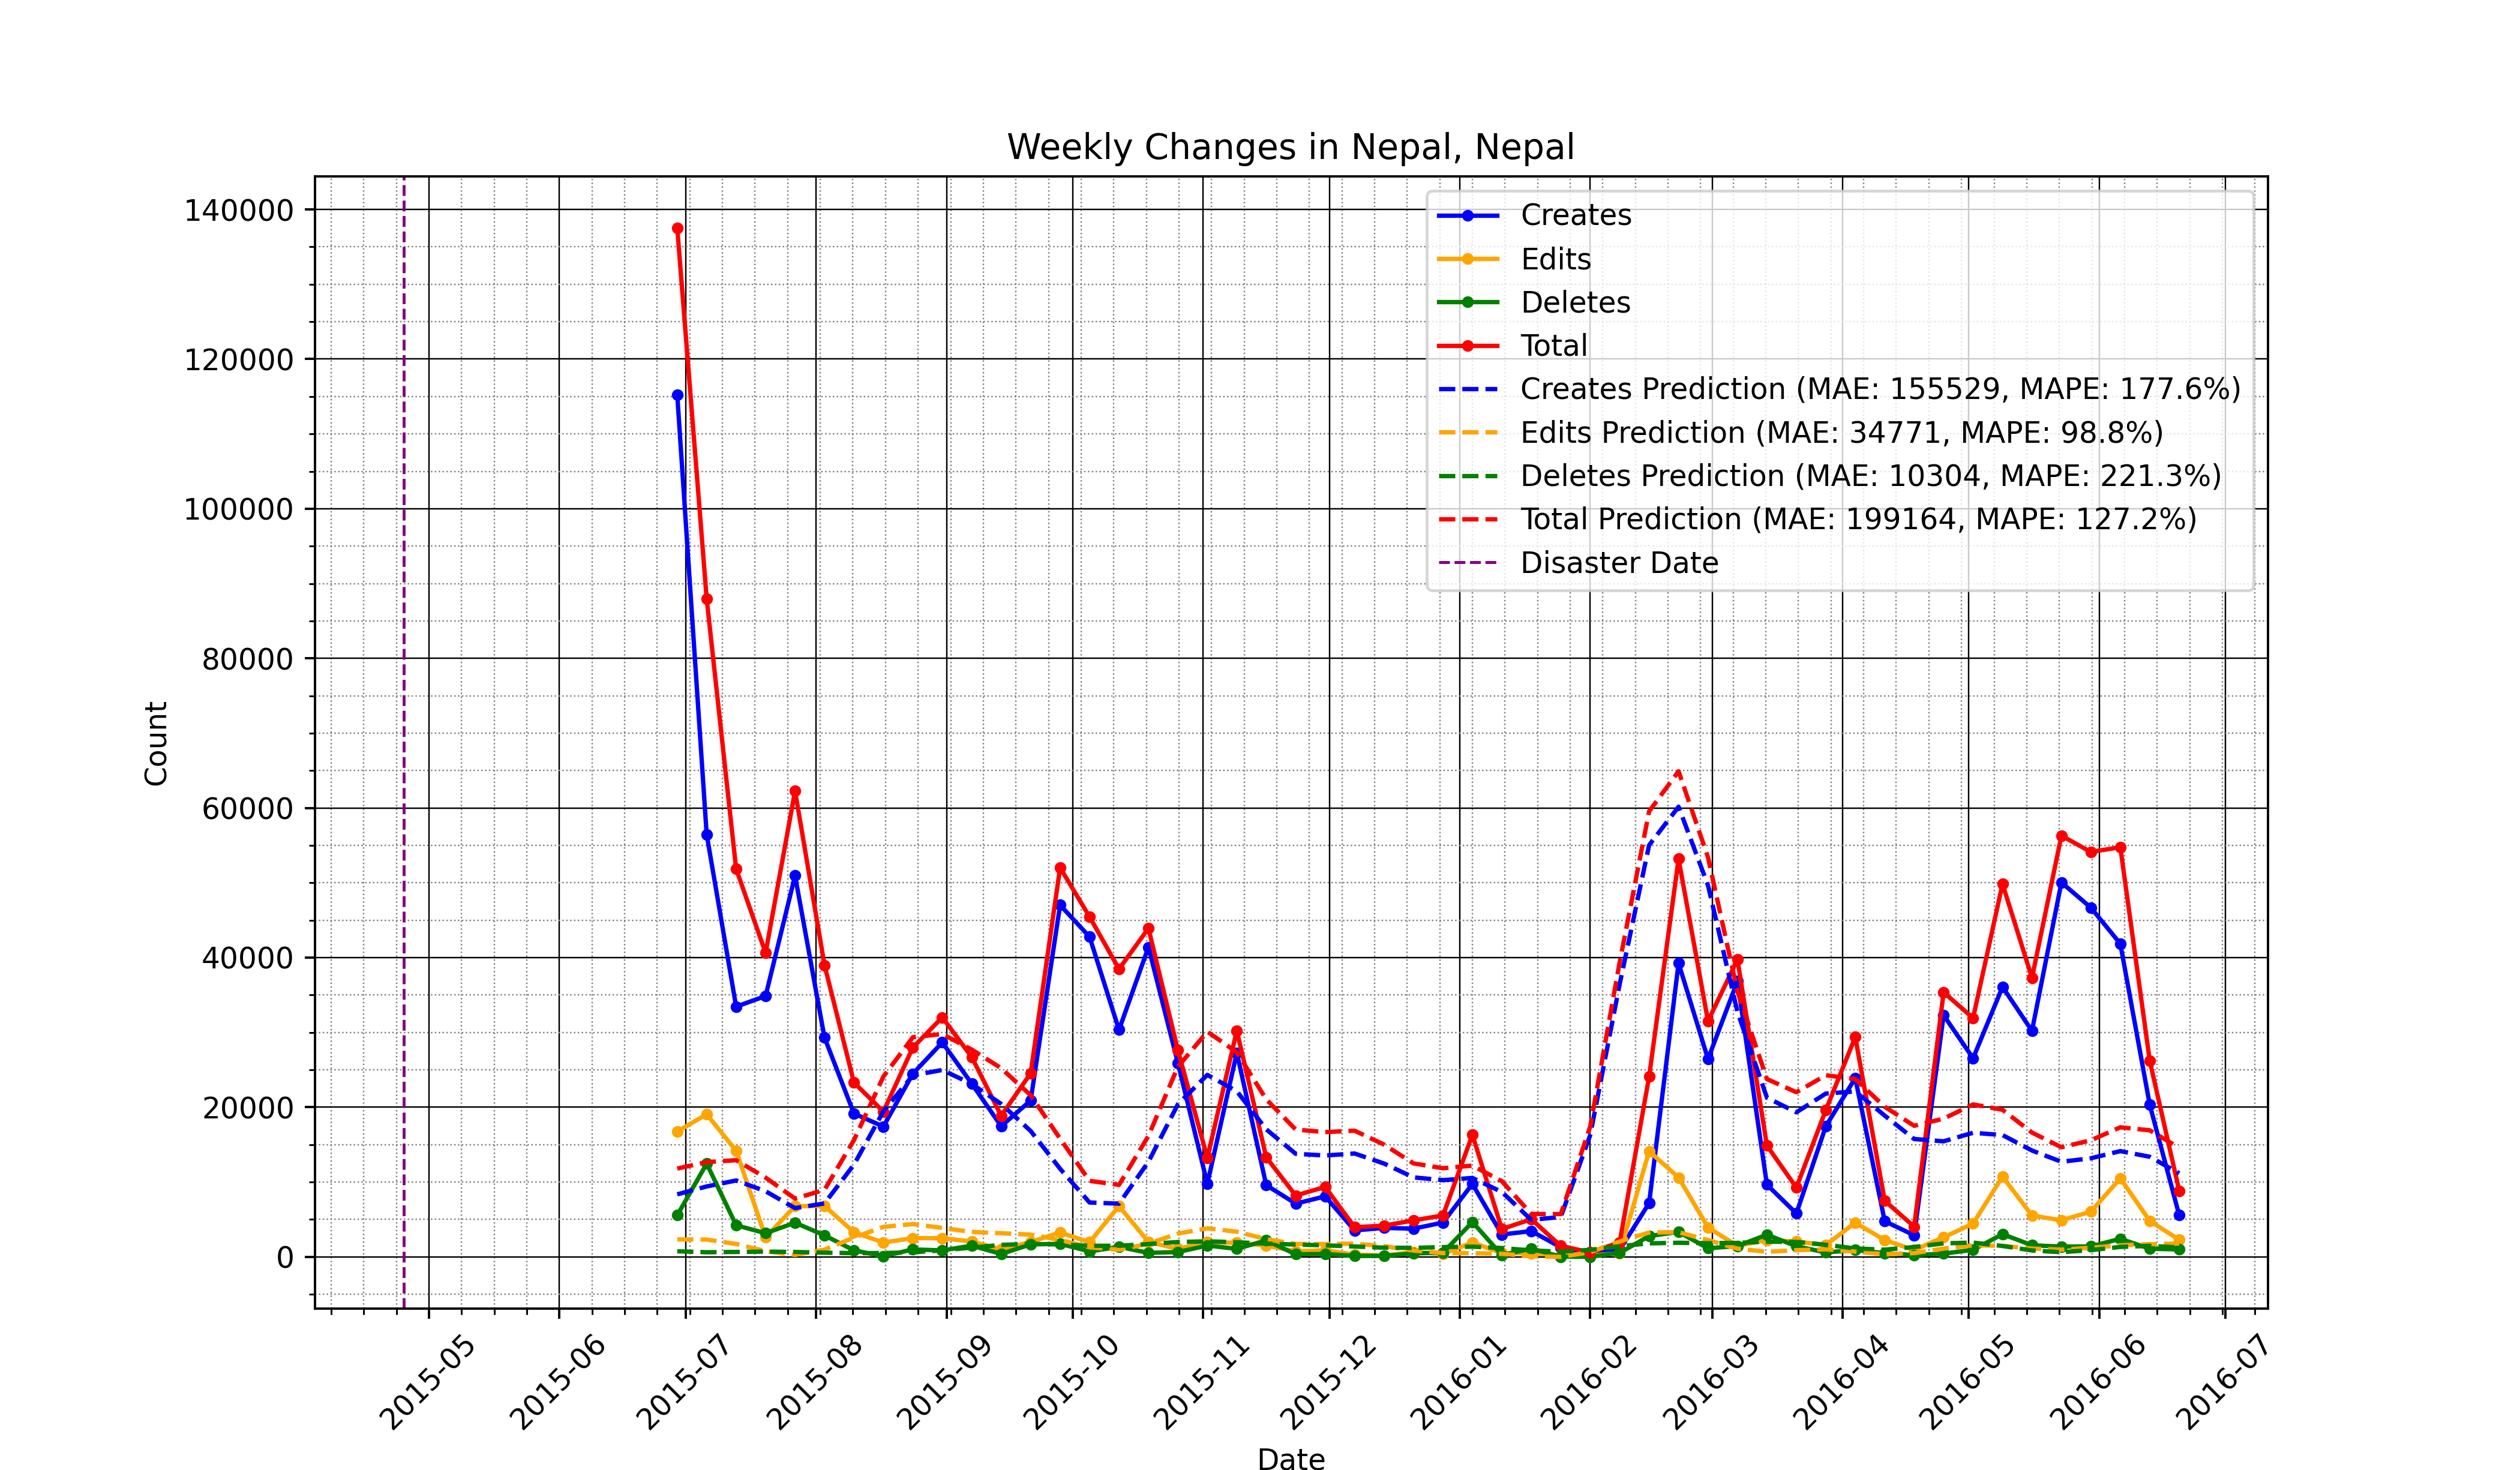 Weekly Changes in Nepal, Nepal
140000
120000
100000
80000
60000
40000
20000
0
Count
Creates
Edits
Deletes
Total
Creates Prediction (MAE: 155529, MAPE: 177.6%)
Edits Prediction (MAE: 34771, MAPE: 98.8%)
Deletes Prediction (MAE: 10304, MAPE: 221.3%)
Total Prediction (MAE: 199164, MAPE: 127.2%)
Disaster Date
2015-05
2015-06
2015-07
2015-08
2015-09
2015-10
2015-11
2015-12
2016-01
2016-02
2016-03
2016-04
2016-05
2016-06
2016-07
Date